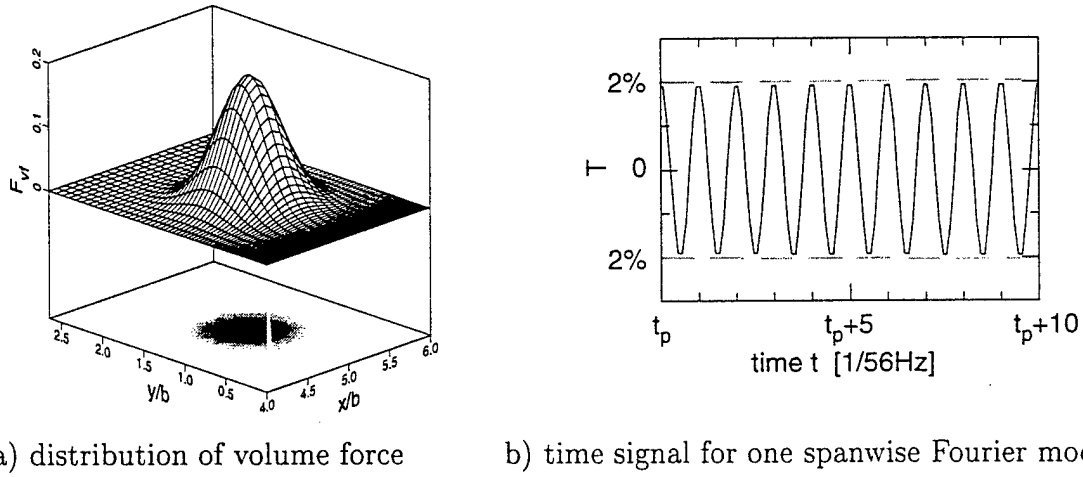 0.2
0.1
0
F_v1
2.5
2.0
1.5
1.0
0.5
y/b
4.0
4.5
5.0
5.5
6.0
x/b
2%
T 0
2%
t_p
t_p+5
t_p+10
time t [1/56Hz]
a) distribution of volume force
b) time signal for one spanwise Fourier mod